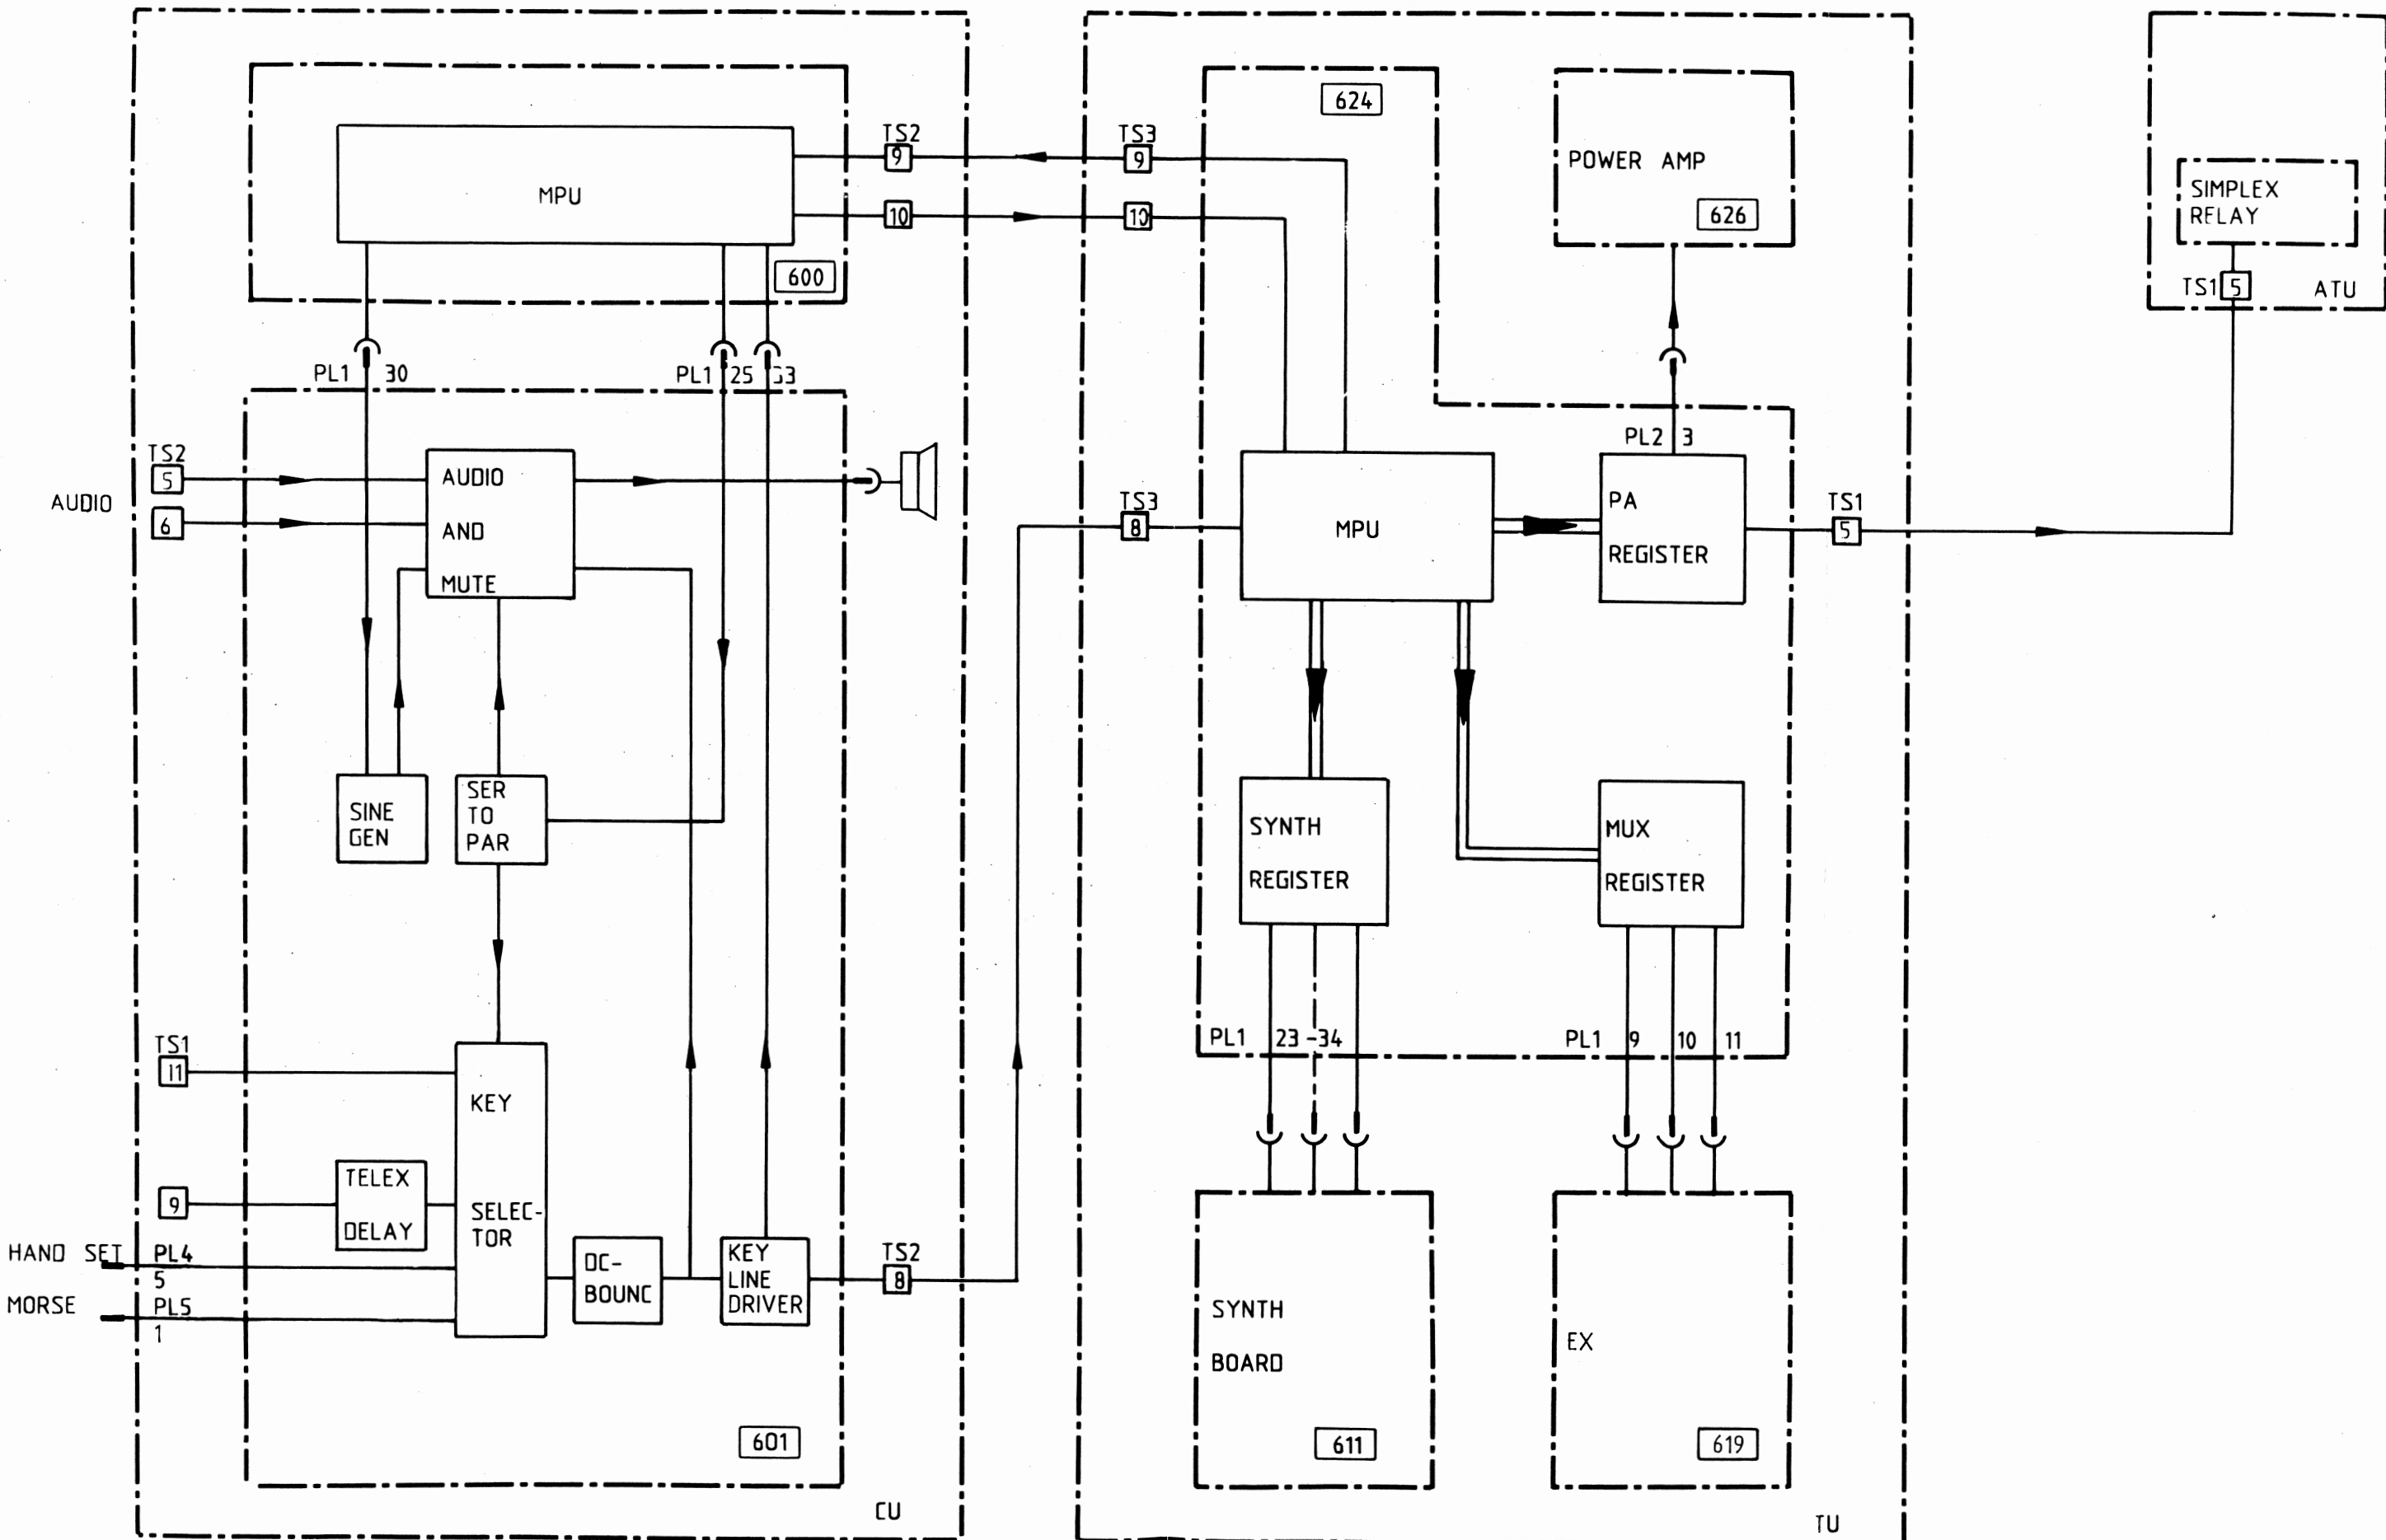 624
POWER AMP
626
SIMPLEX
RELAY
TS1 5
ATU
MPU
600
TS2
9
10
TS3
9
10
PL1 30
PL1 25
PL2 3
TS2
5
AUDIO
6
AUDIO
AND
MUTE
TS3
8
MPU
PA
REGISTER
TS1
5
SINE
GEN
SER
TO
PAR
SYNTH
REGISTER
MUX
REGISTER
PL1 23-34
PL1 9 10 11
TS1
11
KEY
SELEC-
TOR
9
TELEX
DELAY
HAND SET PL4
5
MORSE PL5
1
DC-
BOUNC
KEY
LINE
DRIVER
TS2
8
SYNTH
BOARD
611
EX
619
601
CU
TU